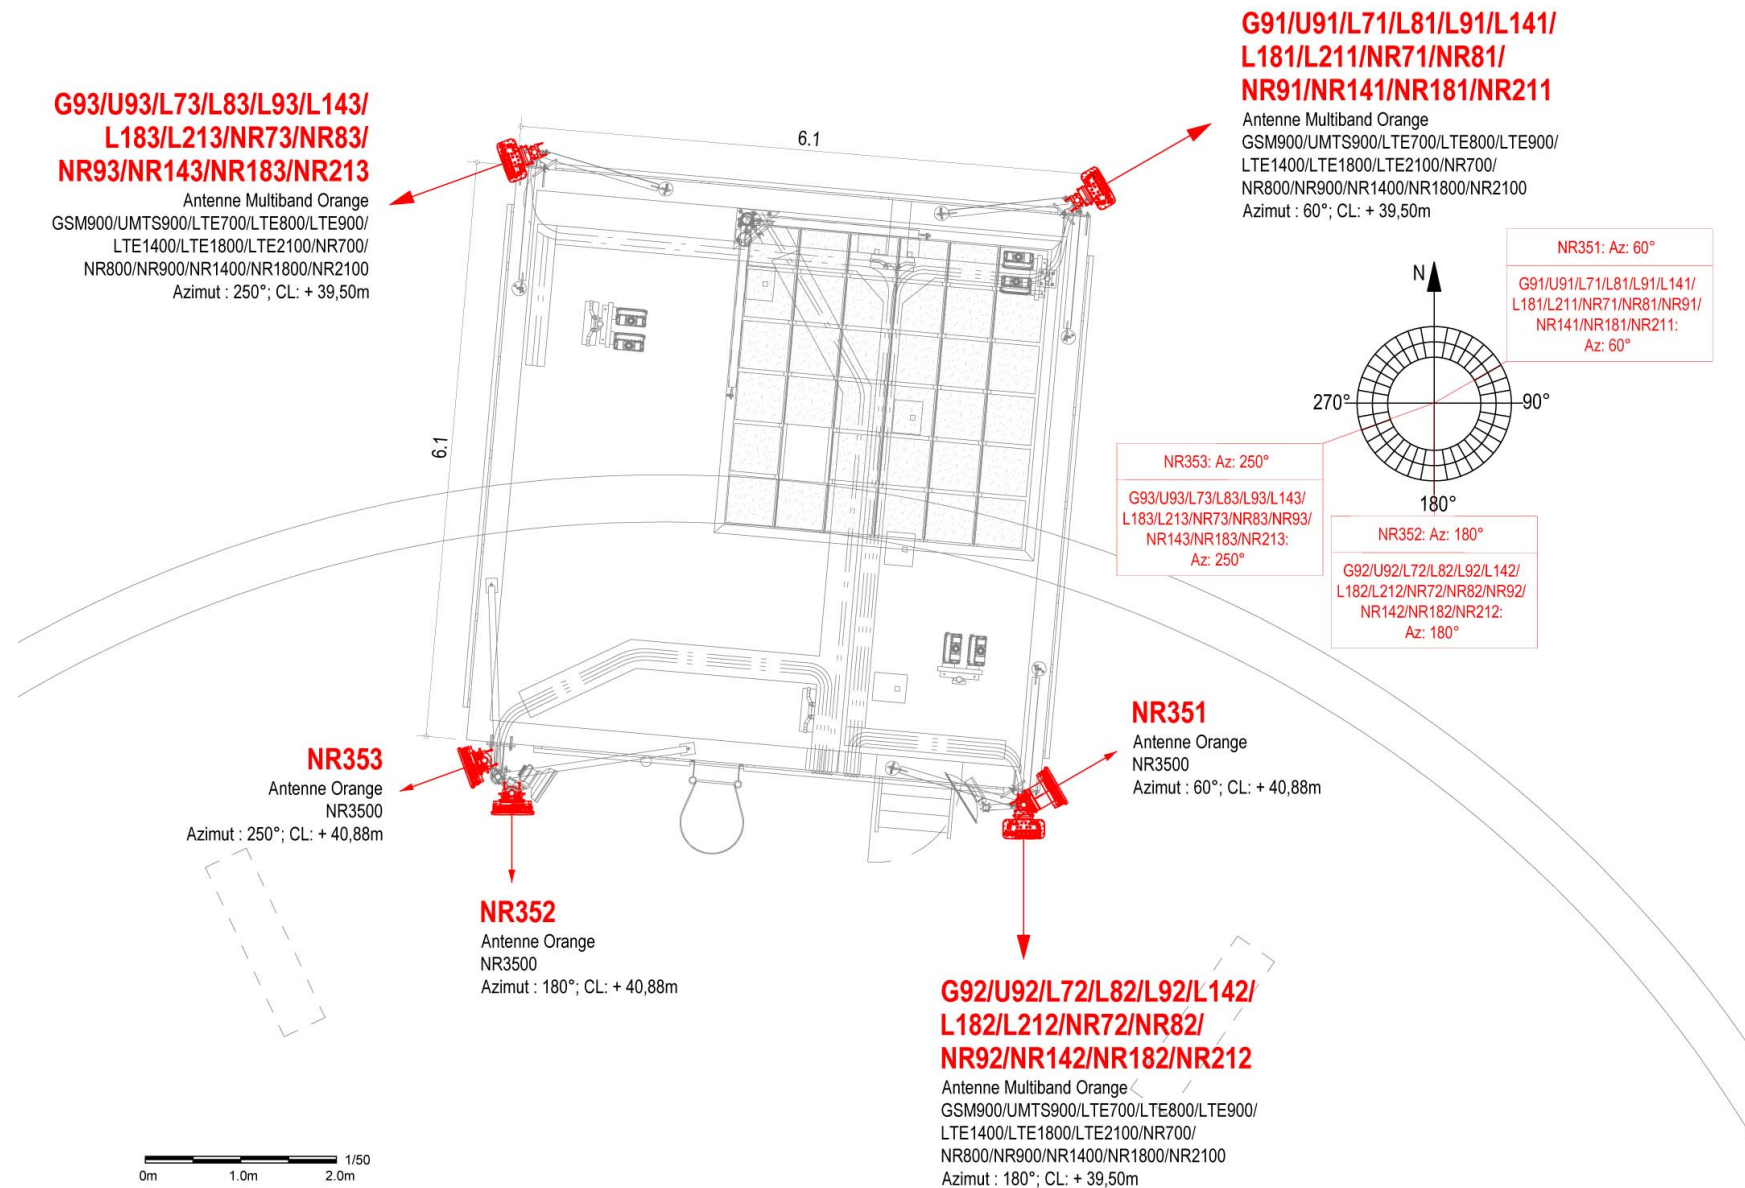 G93/U93/L73/L83/L93/L143/
L183/L213/NR73/NR83/
NR93/NR143/NR183/NR213
Antenne Multiband Orange
GSM900/UMTS900/LTE700/LTE800/LTE900/
LTE1400/LTE1800/LTE2100/NR700/
NR800/NR900/NR1400/NR1800/NR2100
Azimut : 250°; CL: + 39,50m
6.1
G91/U91/L71/L81/L91/L141/
L181/L211/NR71/NR81/
NR91/NR141/NR181/NR211
Antenne Multiband Orange
GSM900/UMTS900/LTE700/LTE800/LTE900/
LTE1400/LTE1800/LTE2100/NR700/
NR800/NR900/NR1400/NR1800/NR2100
Azimut : 60°; CL: + 39,50m
NR351: Az: 60°
G91/U91/L71/L81/L91/L141/
L181/L211/NR71/NR81/NR91/
NR141/NR181/NR211:
Az: 60°
N
270°
90°
180°
6.1
NR353: Az: 250°
G93/U93/L73/L83/L93/L143/
L183/L213/NR73/NR83/NR93/
NR143/NR183/NR213:
Az: 250°
NR352: Az: 180°
G92/U92/L72/L82/L92/L142/
L182/L212/NR72/NR82/NR92/
NR142/NR182/NR212:
Az: 180°
NR353
Antenne Orange
NR3500
Azimut : 250°; CL: + 40,88m
NR351
Antenne Orange
NR3500
Azimut : 60°; CL: + 40,88m
NR352
Antenne Orange
NR3500
Azimut : 180°; CL: + 40,88m
G92/U92/L72/L82/L92/L142/
L182/L212/NR72/NR82/
NR92/NR142/NR182/NR212
Antenne Multiband Orange
GSM900/UMTS900/LTE700/LTE800/LTE900/
LTE1400/LTE1800/LTE2100/NR700/
NR800/NR900/NR1400/NR1800/NR2100
Azimut : 180°; CL: + 39,50m
1/50
0m 1.0m 2.0m